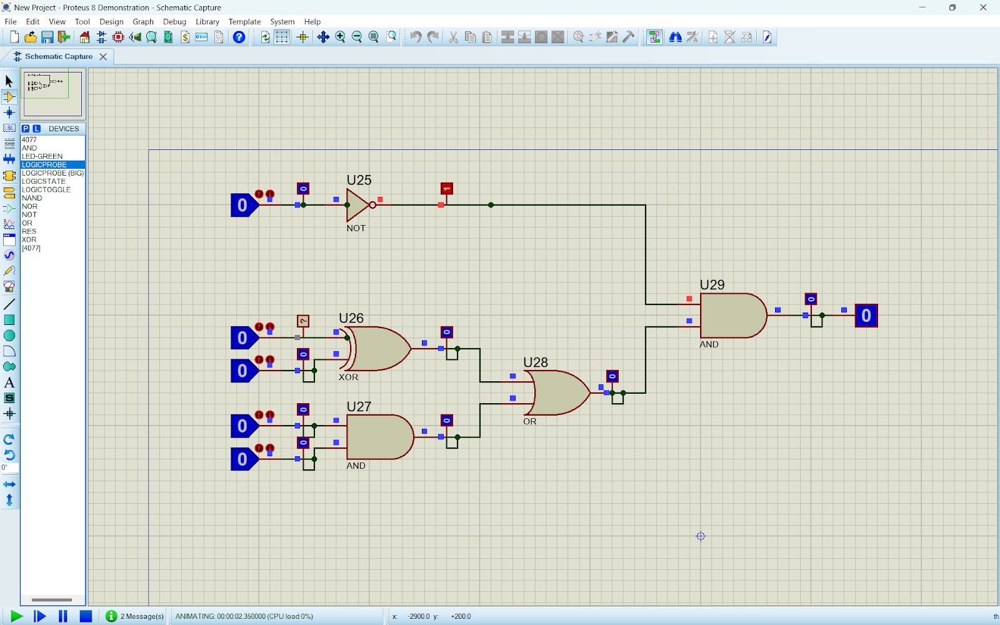 New Project - Proteus 8 Demonstration - Schematic Capture
File Edit View Tool Design Graph Debug Library Template System Help
Schematic Capture
P L DEVICES
4077
AND
LED-GREEN
LOGICPROBE
LOGICPROBE (BIG)
LOGICSTATE
LOGICTOGGLE
NAND
NOR
NOT
OR
RES
XOR
[4077]
LBL
A
S
0°
U25
0
0
1
NOT
U29
0
0
AND
U26
0
?
0
0
0
XOR
U28
0
OR
U27
0
0
0
0
0
AND
2 Message(s)
ANIMATING: 00:00:02.350000 (CPU load 0%)
x: -2900.0 y: +200.0
th